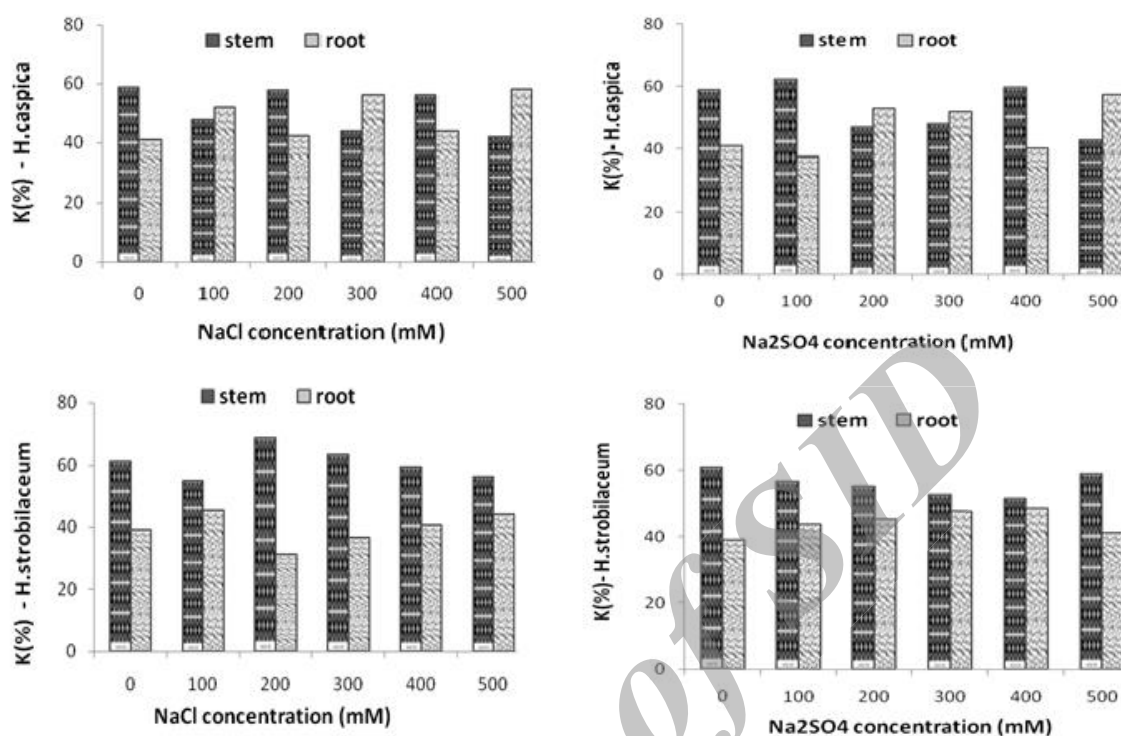 80
stem root
60
40
20
0
K(%) - H.caspica
0 100 200 300 400 500
NaCl concentration (mM)
80
stem root
60
40
20
0
K(%)- H.caspica
0 100 200 300 400 500
Na2SO4 concentration (mM)
80
stem root
60
40
20
0
K(%) - H.strobilaceum
0 100 200 300 400 500
NaCl concentration (mM)
80
stem root
60
40
20
0
K(%)- H.strobilaceum
0 100 200 300 400 500
Na2SO4 concentration (mM)
of SID